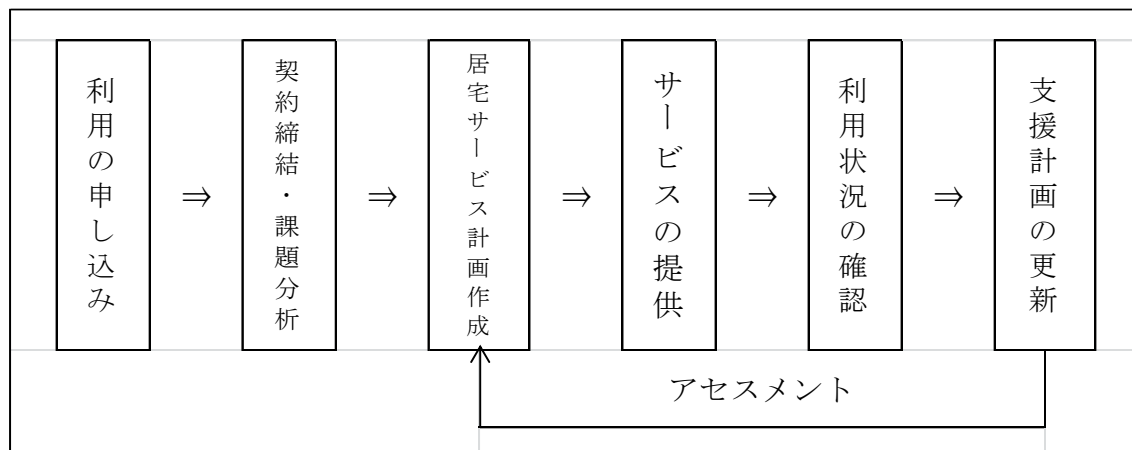 利用の申し込み
⇒
契約締結・課題分析
⇒
居宅サービス計画作成
⇒
サービスの提供
⇒
利用状況の確認
⇒
支援計画の更新
アセスメント